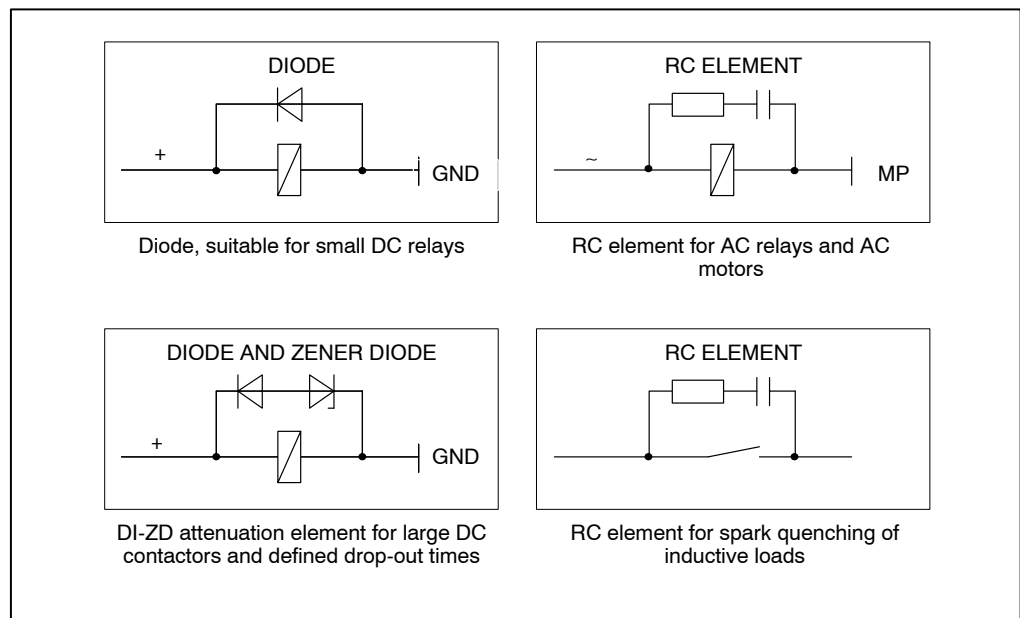 DIODE
+
GND
Diode, suitable for small DC relays
RC ELEMENT
~
MP
RC element for AC relays and AC
motors
DIODE AND ZENER DIODE
+
GND
DI-ZD attenuation element for large DC
contactors and defined drop-out times
RC ELEMENT
RC element for spark quenching of
inductive loads